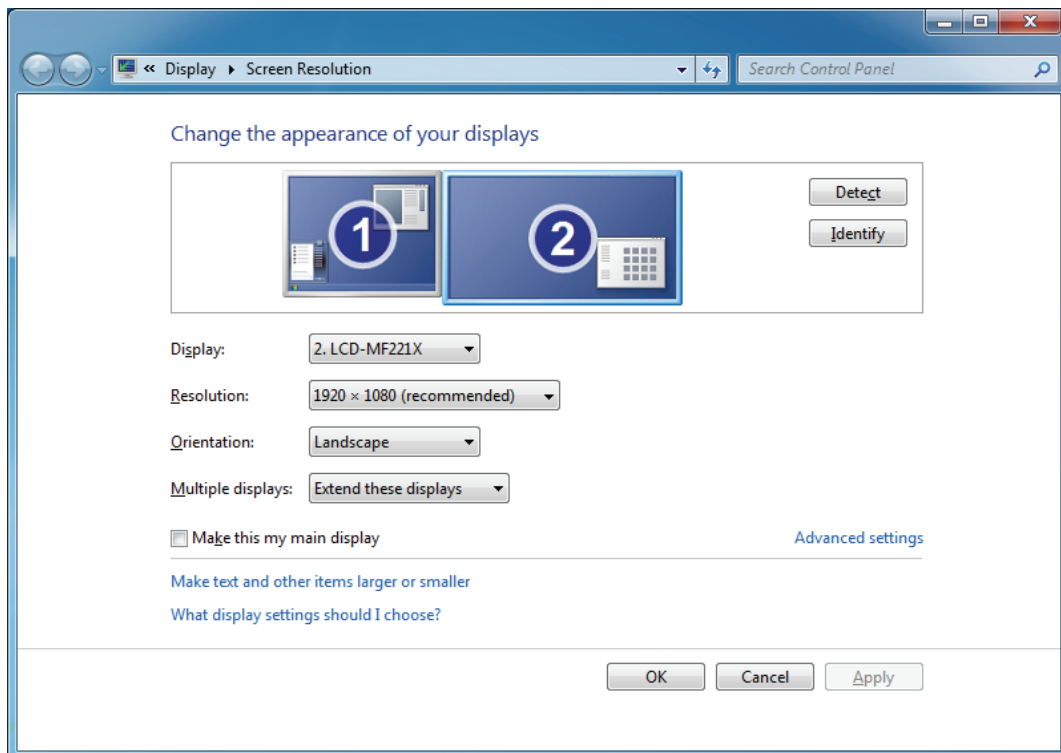 « Display ▸ Screen Resolution
Search Control Panel
Change the appearance of your displays
1
2
Detect
Identify
Display: 2. LCD-MF221X
Resolution: 1920 × 1080 (recommended)
Orientation: Landscape
Multiple displays: Extend these displays
Make this my main display
Advanced settings
Make text and other items larger or smaller
What display settings should I choose?
OK Cancel Apply